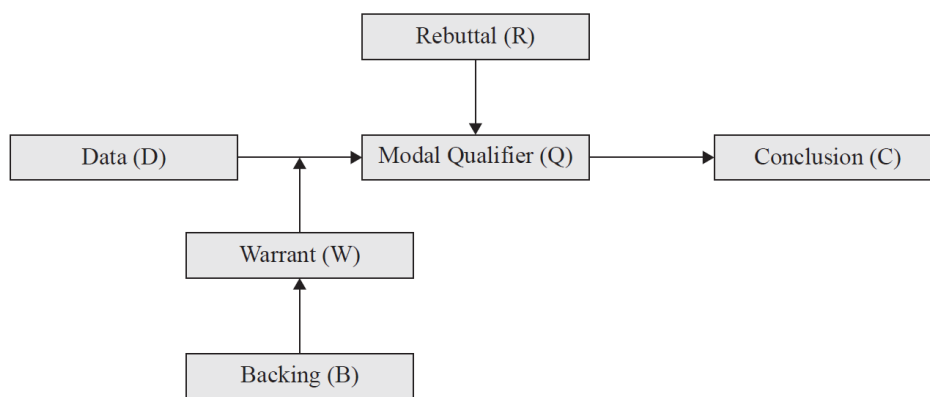 Rebuttal (R)
Data (D)
Modal Qualifier (Q)
Conclusion (C)
Warrant (W)
Backing (B)